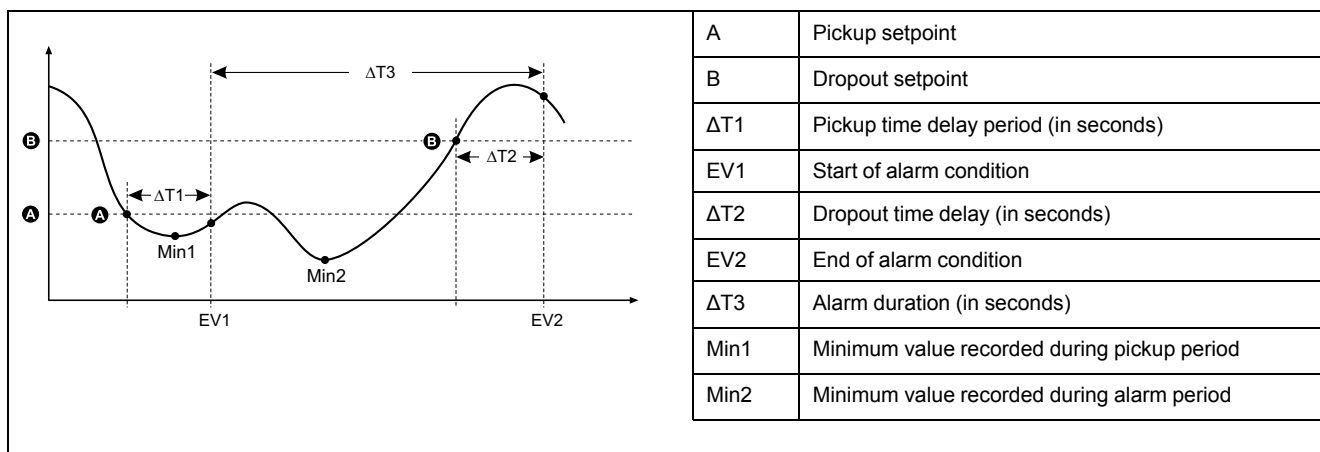 ΔT3
B
B
ΔT2
ΔT1
A
A
Min1
Min2
EV1
EV2
A Pickup setpoint
B Dropout setpoint
ΔT1 Pickup time delay period (in seconds)
EV1 Start of alarm condition
ΔT2 Dropout time delay (in seconds)
EV2 End of alarm condition
ΔT3 Alarm duration (in seconds)
Min1 Minimum value recorded during pickup period
Min2 Minimum value recorded during alarm period